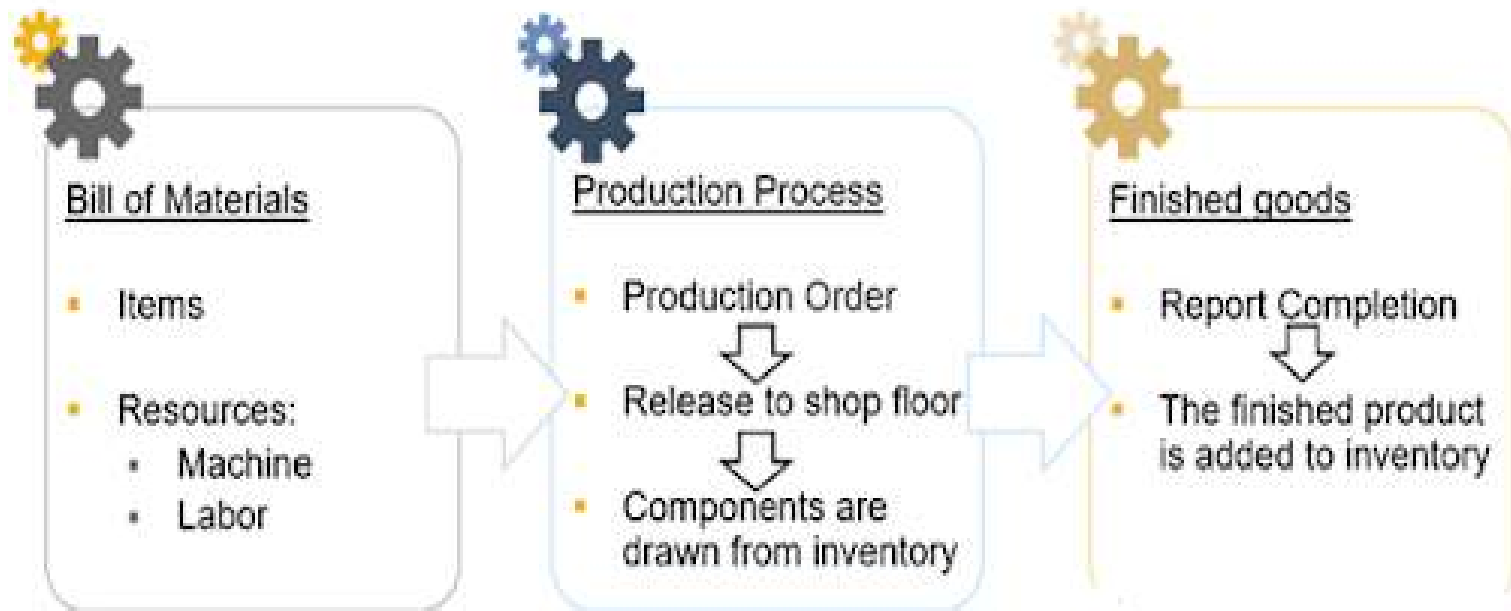 Bill of Materials
Items
Resources:
Machine
Labor
Production Process
Production Order
Release to shop floor
Components are
drawn from inventory
Finished goods
Report Completion
The finished product
is added to inventory